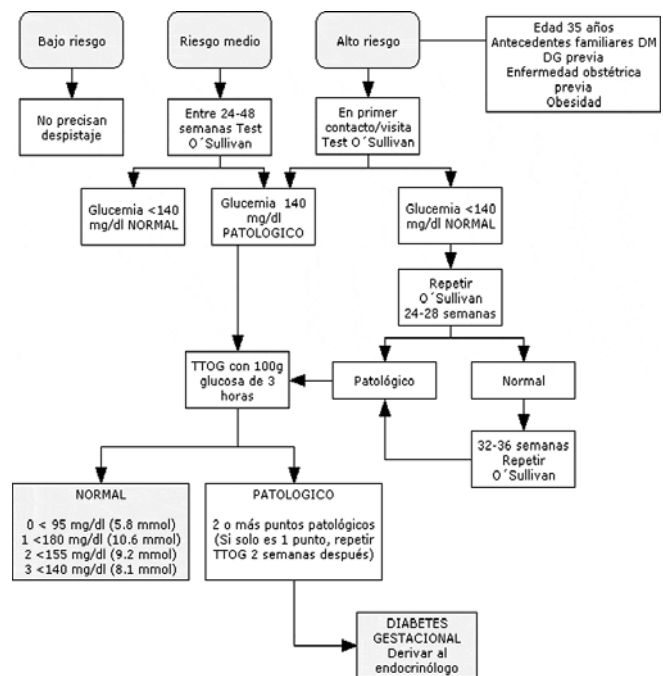 Bajo riesgo
Riesgo medio
Alto riesgo
Edad 35 años
Antecedentes familiares DM
DG previa
Enfermedad obstétrica
previa
Obesidad
No precisan
despistaje
Entre 24-48
semanas Test
O´Sullivan
En primer
contacto/visita
Test O´Sullivan
Glucemia <140
mg/dl NORMAL
Glucemia 140
mg/dl
PATOLOGICO
Glucemia <140
mg/dl NORMAL
Repetir
O´Sullivan
24-28 semanas
TTOG con 100g
glucosa de 3
horas
Patológico
Normal
32-36 semanas
Repetir
O´Sullivan
NORMAL
0 < 95 mg/dl (5.8 mmol)
1 <180 mg/dl (10.6 mmol)
2 <155 mg/dl (9.2 mmol)
3 <140 mg/dl (8.1 mmol)
PATOLOGICO
2 o más puntos patológicos
(Si solo es 1 punto, repetir
TTOG 2 semanas después)
DIABETES
GESTACIONAL
Derivar al
endocrinólogo